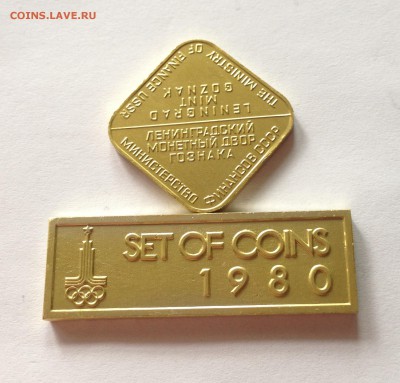 COINS.LAVE.RU
THE MINISTRY OF FINANCE USSR
LENINGRAD
MINT
GOZNAK
ЛЕНИНГРАДСКИЙ
МОНЕТНЫЙ ДВОР
ГОЗНАКА
МИНИСТЕРСТВО ФИНАНСОВ СССР
SET OF COINS
1980